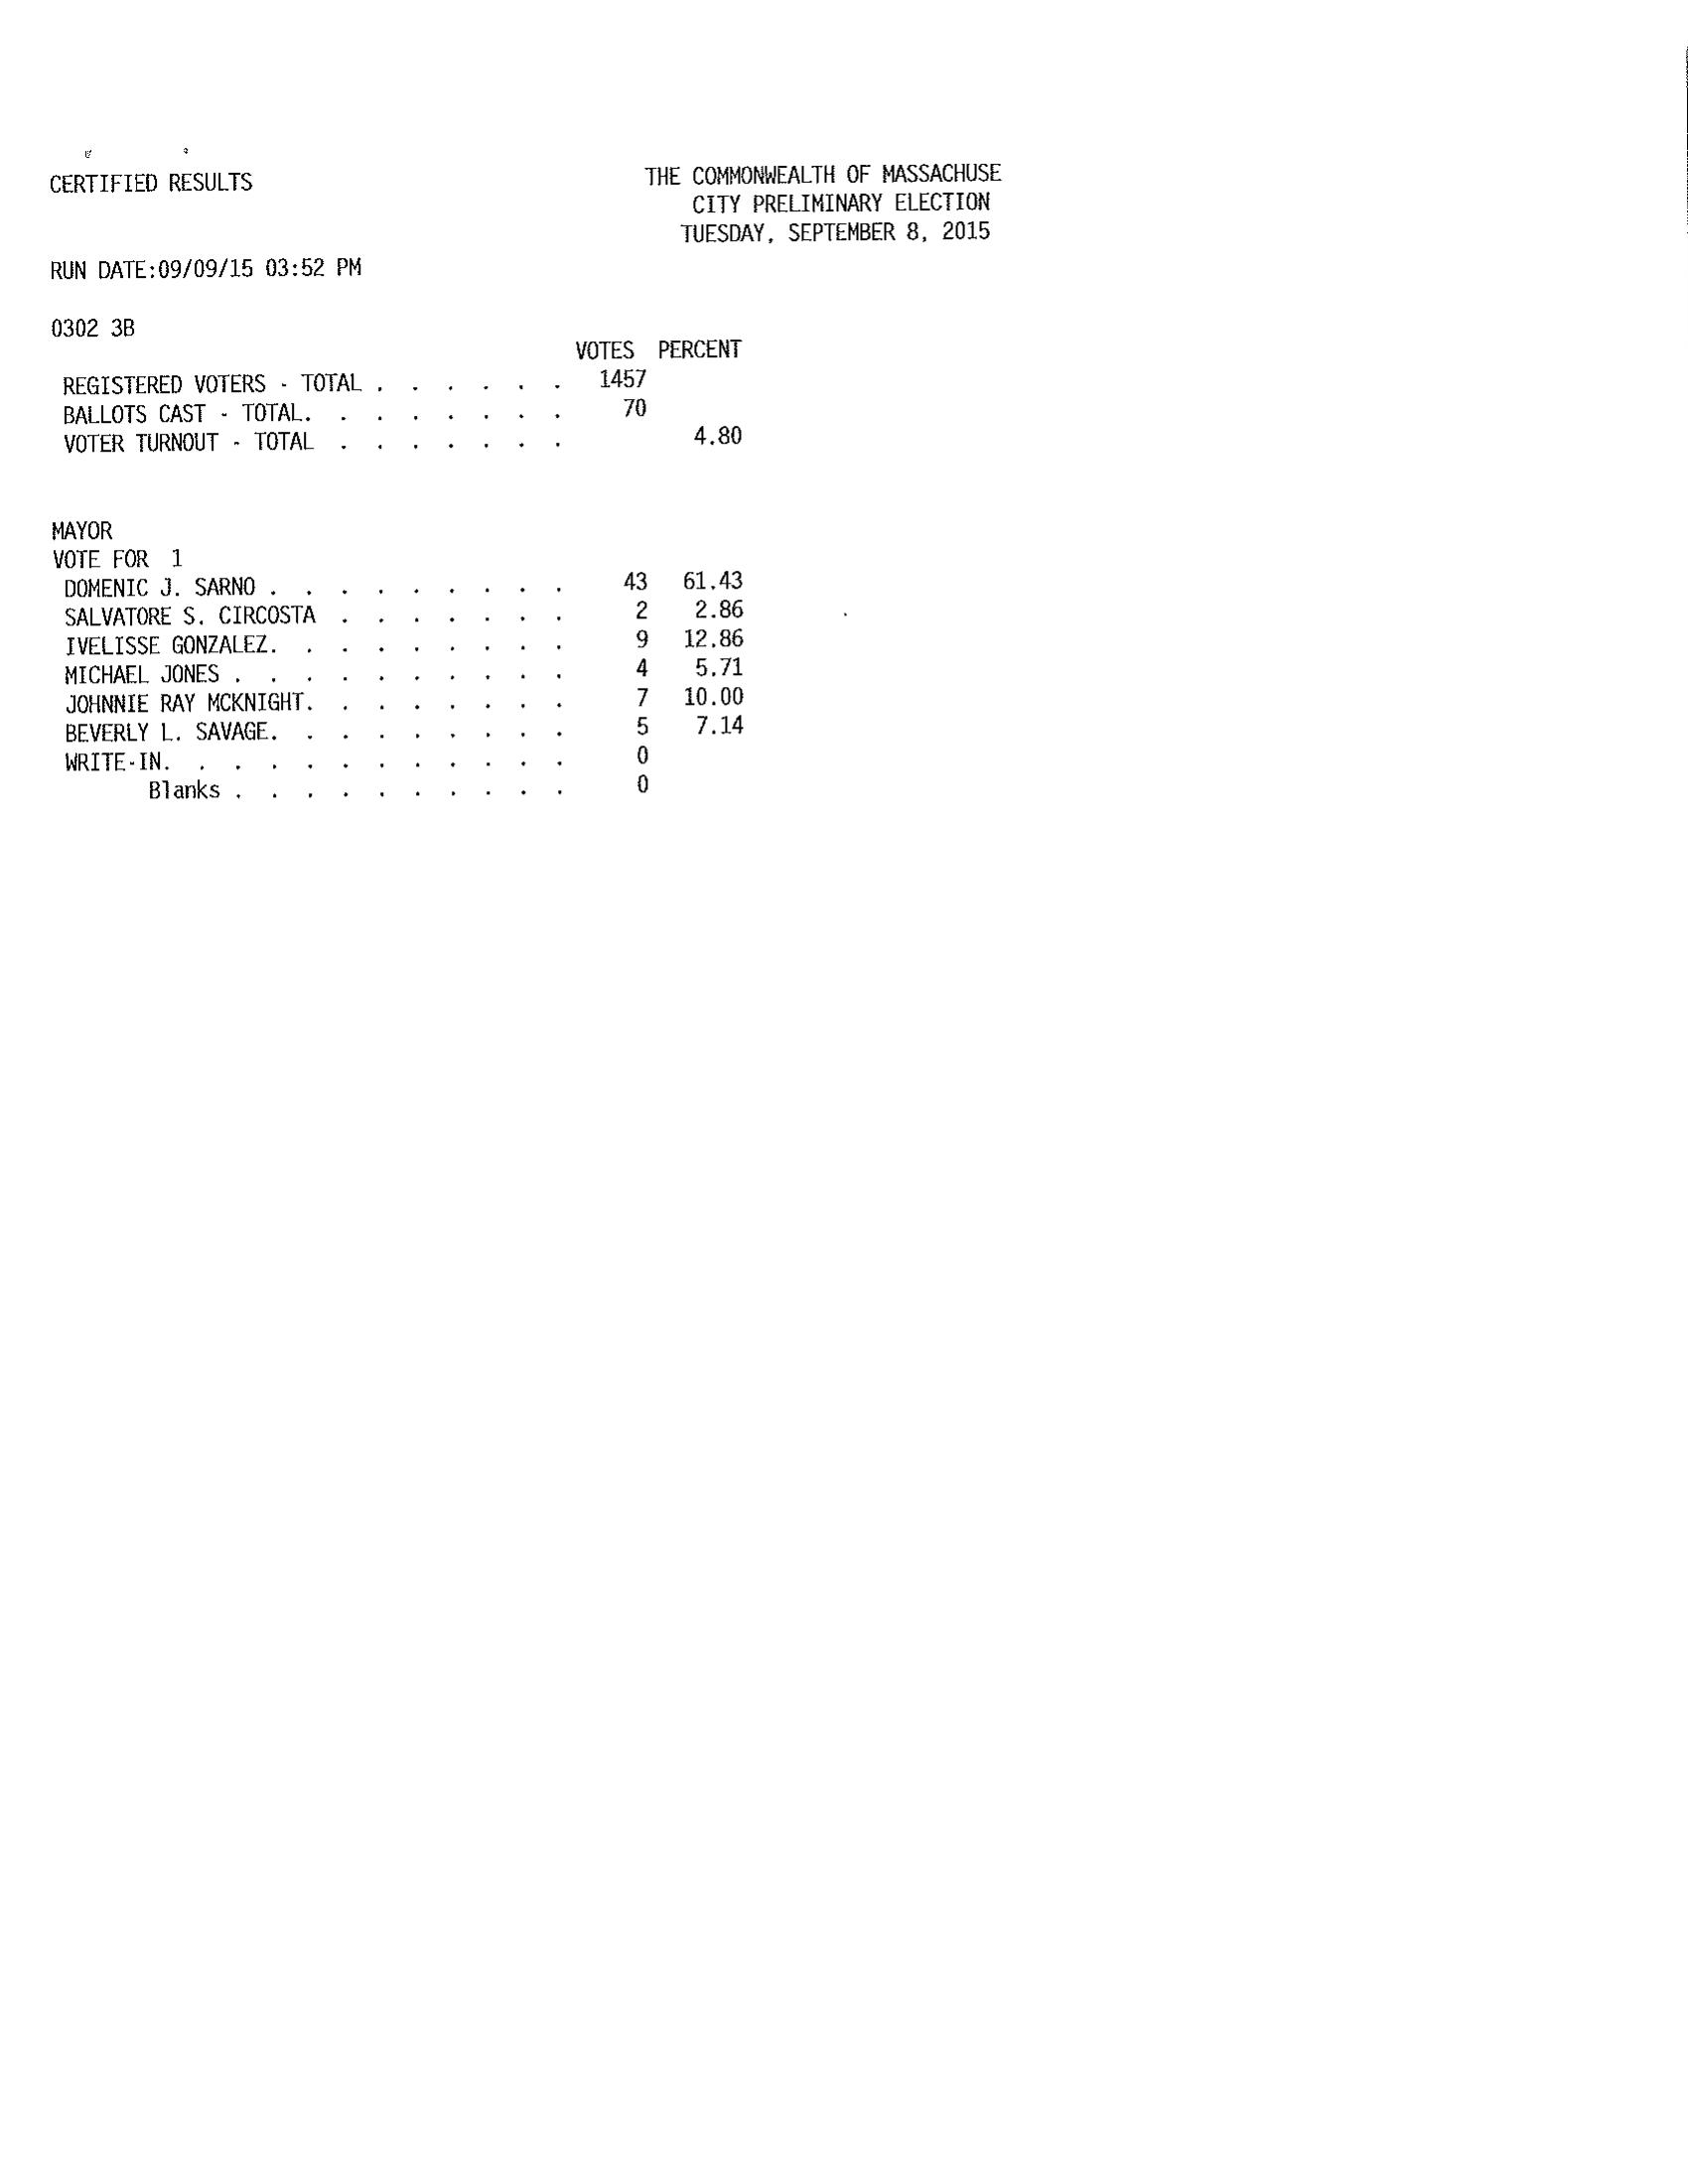 CERTIFIED RESULTS
THE COMMONWEALTH OF MASSACHUSE
CITY PRELIMINARY ELECTION
TUESDAY, SEPTEMBER 8, 2015
RUN DATE:09/09/15 03:52 PM
0302 3B
VOTES PERCENT
REGISTERED VOTERS - TOTAL . . . . . . 1457
BALLOTS CAST - TOTAL. . . . . . . . 70
VOTER TURNOUT - TOTAL . . . . . . . 4.80
MAYOR
VOTE FOR 1
DOMENIC J. SARNO . . . . . . . . . 43 61.43
SALVATORE S. CIRCOSTA . . . . . . . 2 2.86
IVELISSE GONZALEZ. . . . . . . . . 9 12.86
MICHAEL JONES . . . . . . . . . . 4 5.71
JOHNNIE RAY MCKNIGHT. . . . . . . . 7 10.00
BEVERLY L. SAVAGE. . . . . . . . . 5 7.14
WRITE-IN. . . . . . . . . . . . 0
Blanks . . . . . . . . . . 0